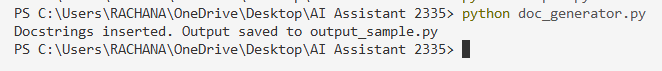 PS C:\Users\RACHANA\OneDrive\Desktop\AI Assistant 2335> python doc_generator.py
Docstrings inserted. Output saved to output_sample.py
PS C:\Users\RACHANA\OneDrive\Desktop\AI Assistant 2335>